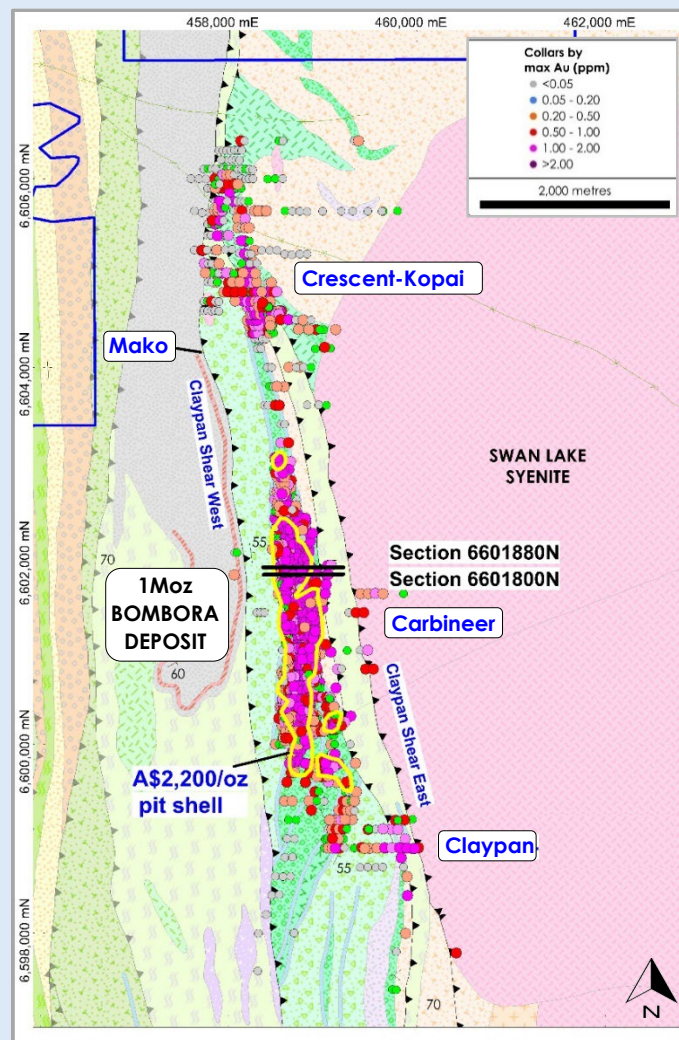 458,000 mE
460,000 mE
462,000 mE
Collars by
max Au (ppm)
<0.05
0.05 - 0.20
0.20 - 0.50
0.50 - 1.00
1.00 - 2.00
>2.00
2,000 metres
6,606,000 mN
Crescent-Kopai
Mako
6,604,000 mN
Claypan Shear West
SWAN LAKE
SYENITE
55
70
Section 6601880N
Section 6601800N
6,602,000 mN
1Moz
BOMBORA
DEPOSIT
Carbineer
60
Claypan Shear East
6,600,000 mN
A$2,200/oz
pit shell
Claypan
55
6,598,000 mN
70
N